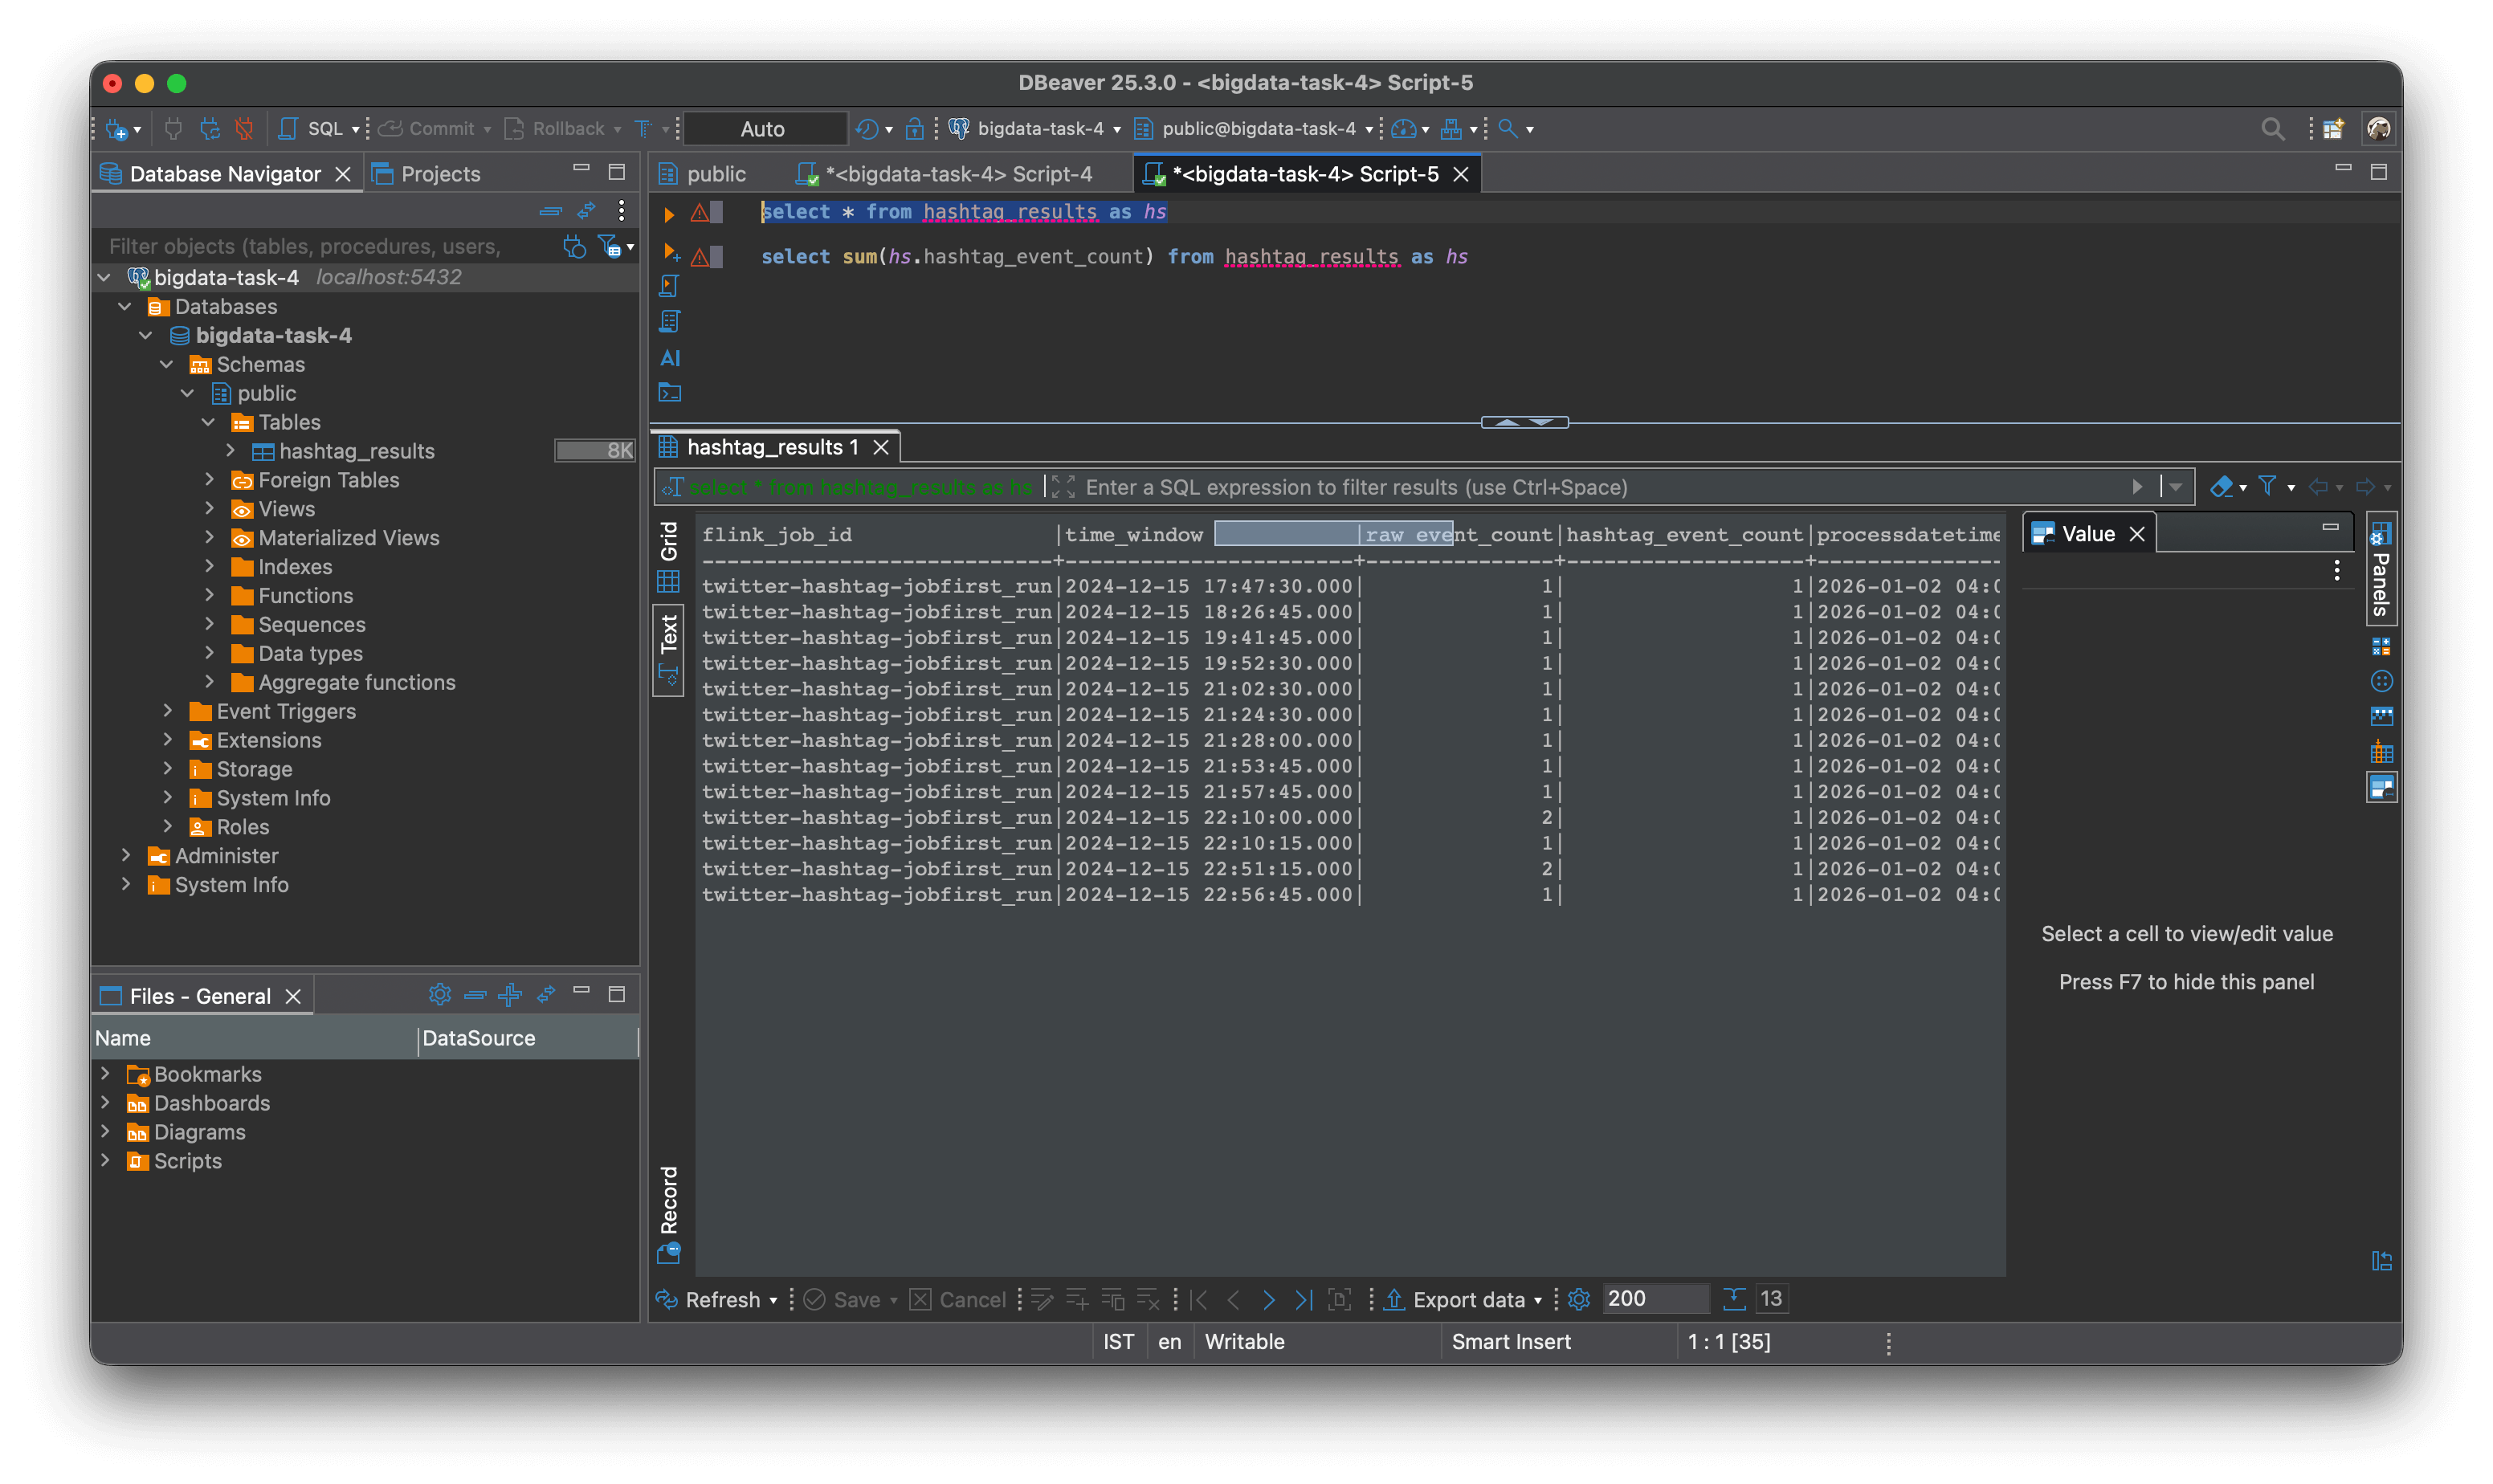 DBeaver 25.3.0 - <bigdata-task-4> Script-5
SQL Commit Rollback Auto bigdata-task-4 public@bigdata-task-4
Database Navigator Projects
Filter objects (tables, procedures, users,
bigdata-task-4 localhost:5432
Databases
bigdata-task-4
Schemas
public
Tables
hashtag_results 8K
Foreign Tables
Views
Materialized Views
Indexes
Functions
Sequences
Data types
Aggregate functions
Event Triggers
Extensions
Storage
System Info
Roles
Administer
System Info
Files - General
Name DataSource
Bookmarks
Dashboards
Diagrams
Scripts
public *<bigdata-task-4> Script-4 *<bigdata-task-4> Script-5
select * from hashtag_results as hs
select sum(hs.hashtag_event_count) from hashtag_results as hs
AI
hashtag_results 1
select * from hashtag_results as hs Enter a SQL expression to filter results (use Ctrl+Space)
Grid
Text
Record
flink_job_id |time_window |raw_event_count|hashtag_event_count|processdatetime
----------------------------+-----------------------+---------------+-------------------+---------------
twitter-hashtag-jobfirst_run|2024-12-15 17:47:30.000| 1| 1|2026-01-02 04:0
twitter-hashtag-jobfirst_run|2024-12-15 18:26:45.000| 1| 1|2026-01-02 04:0
twitter-hashtag-jobfirst_run|2024-12-15 19:41:45.000| 1| 1|2026-01-02 04:0
twitter-hashtag-jobfirst_run|2024-12-15 19:52:30.000| 1| 1|2026-01-02 04:0
twitter-hashtag-jobfirst_run|2024-12-15 21:02:30.000| 1| 1|2026-01-02 04:0
twitter-hashtag-jobfirst_run|2024-12-15 21:24:30.000| 1| 1|2026-01-02 04:0
twitter-hashtag-jobfirst_run|2024-12-15 21:28:00.000| 1| 1|2026-01-02 04:0
twitter-hashtag-jobfirst_run|2024-12-15 21:53:45.000| 1| 1|2026-01-02 04:0
twitter-hashtag-jobfirst_run|2024-12-15 21:57:45.000| 1| 1|2026-01-02 04:0
twitter-hashtag-jobfirst_run|2024-12-15 22:10:00.000| 2| 1|2026-01-02 04:0
twitter-hashtag-jobfirst_run|2024-12-15 22:10:15.000| 1| 1|2026-01-02 04:0
twitter-hashtag-jobfirst_run|2024-12-15 22:51:15.000| 2| 1|2026-01-02 04:0
twitter-hashtag-jobfirst_run|2024-12-15 22:56:45.000| 1| 1|2026-01-02 04:0
Value
Select a cell to view/edit value
Press F7 to hide this panel
Panels
Refresh Save Cancel Export data 200 13
IST en Writable Smart Insert 1 : 1 [35]